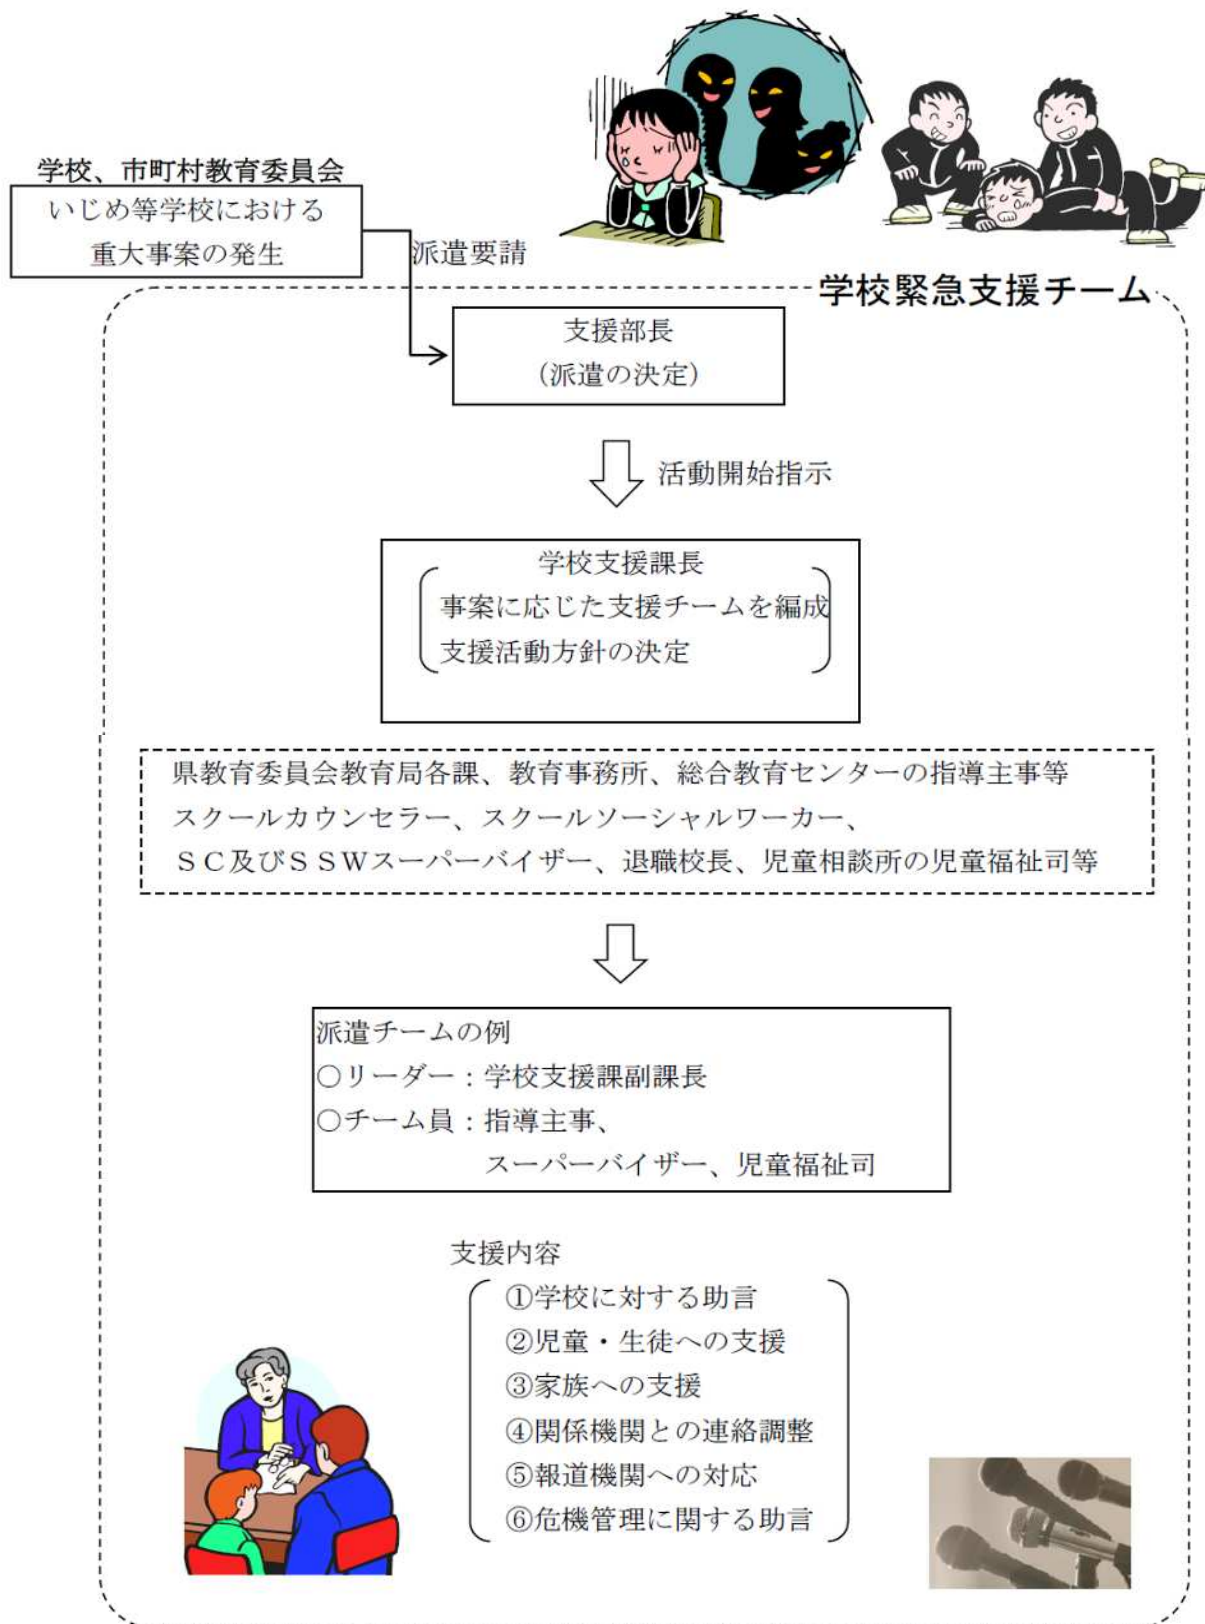 学校、市町村教育委員会
いじめ等学校における
重大事案の発生
派遣要請
学校緊急支援チーム
支援部長
（派遣の決定）
活動開始指示
学校支援課長
事案に応じた支援チームを編成
支援活動方針の決定
県教育委員会教育局各課、教育事務所、総合教育センターの指導主事等
スクールカウンセラー、スクールソーシャルワーカー、
ＳＣ及びＳＳＷスーパーバイザー、退職校長、児童相談所の児童福祉司等
派遣チームの例
○リーダー：学校支援課副課長
○チーム員：指導主事、
スーパーバイザー、児童福祉司
支援内容
①学校に対する助言
②児童・生徒への支援
③家族への支援
④関係機関との連絡調整
⑤報道機関への対応
⑥危機管理に関する助言